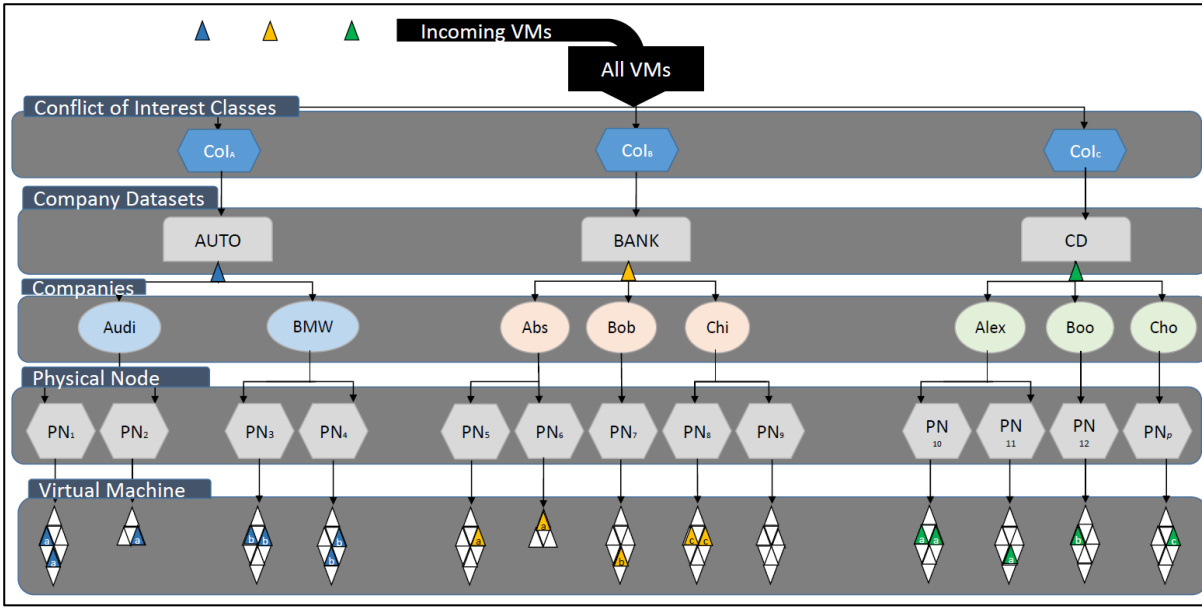 Incoming VMs
All VMs
Conflict of Interest Classes
CoIA CoIB CoIC
Company Datasets
AUTO BANK CD
Companies
Audi BMW Abs Bob Chi Alex Boo Cho
Physical Node
PN1 PN2 PN3 PN4 PN5 PN6 PN7 PN8 PN9 PN 10 PN 11 PN 12 PNp
Virtual Machine
a a b b b a a c c a a b c
a b b a